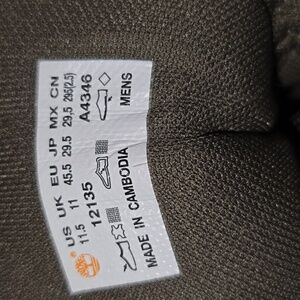 US UK EU JP MX CN
11.5 11 45.5 29.5 29,5 295(2.5)
12135 A4346
MADE IN CAMBODIA MENS